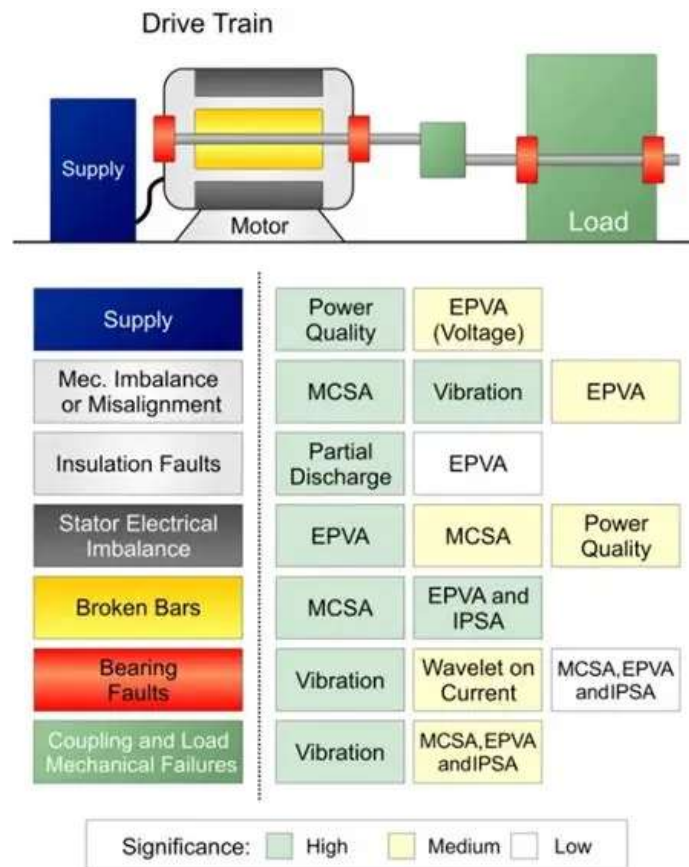 Drive Train
Supply
Motor
Load
Supply
Power
Quality
EPVA
(Voltage)
Mec. Imbalance
or Misalignment
MCSA
Vibration
EPVA
Insulation Faults
Partial
Discharge
EPVA
Stator Electrical
Imbalance
EPVA
MCSA
Power
Quality
Broken Bars
MCSA
EPVA and
IPSA
Bearing
Faults
Vibration
Wavelet on
Current
MCSA,EPVA
andIPSA
Coupling and Load
Mechanical Failures
Vibration
MCSA,EPVA
andIPSA
Significance: High Medium Low